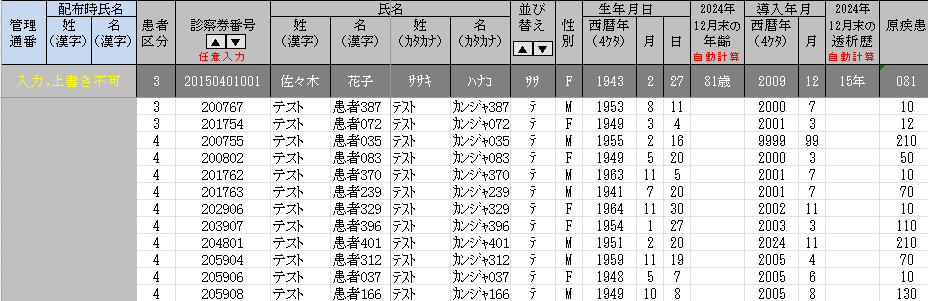 管理通番 配布時氏名 姓(漢字) 名(漢字) 患者区分 診察券番号 ▲ ▼ 任意入力 氏名 姓(漢字) 名(漢字) 姓(ｶﾀｶﾅ) 名(ｶﾀｶﾅ) 並び替え ▲ ▼ 性別 生年月日 西暦年(4ｹﾀ) 月 日 2024年12月末の年齢 自動計算 導入年月 西暦年(4ｹﾀ) 月 2024年12月末の透析歴 自動計算 原疾患
入力,上書き不可 3 20150401001 佐々木 花子 ｻｻｷ ﾊﾅｺ ｻｻ F 1943 2 27 81歳 2009 12 15年 031
3 200767 テスト 患者387 テスト ｶﾝｼﾞｬ387 ﾃ M 1953 8 11 2000 7 10
3 201754 テスト 患者072 テスト ｶﾝｼﾞｬ072 ﾃ F 1949 3 4 2001 3 12
4 200755 テスト 患者035 テスト ｶﾝｼﾞｬ035 ﾃ M 1955 2 16 9999 99 210
4 200802 テスト 患者083 テスト ｶﾝｼﾞｬ083 ﾃ F 1949 5 20 2000 3 50
4 201762 テスト 患者370 テスト ｶﾝｼﾞｬ370 ﾃ M 1963 11 5 2001 7 10
4 201763 テスト 患者239 テスト ｶﾝｼﾞｬ239 ﾃ M 1941 7 20 2001 7 70
4 202906 テスト 患者329 テスト ｶﾝｼﾞｬ329 ﾃ F 1964 11 30 2002 11 10
4 203907 テスト 患者396 テスト ｶﾝｼﾞｬ396 ﾃ F 1954 1 27 2003 3 110
4 204801 テスト 患者401 テスト ｶﾝｼﾞｬ401 ﾃ M 1951 2 20 2024 11 210
4 205904 テスト 患者312 テスト ｶﾝｼﾞｬ312 ﾃ M 1959 11 19 2005 4 70
4 205906 テスト 患者037 テスト ｶﾝｼﾞｬ037 ﾃ F 1948 5 7 2005 6 10
4 205908 テスト 患者166 テスト ｶﾝｼﾞｬ166 ﾃ M 1949 10 8 2005 8 130